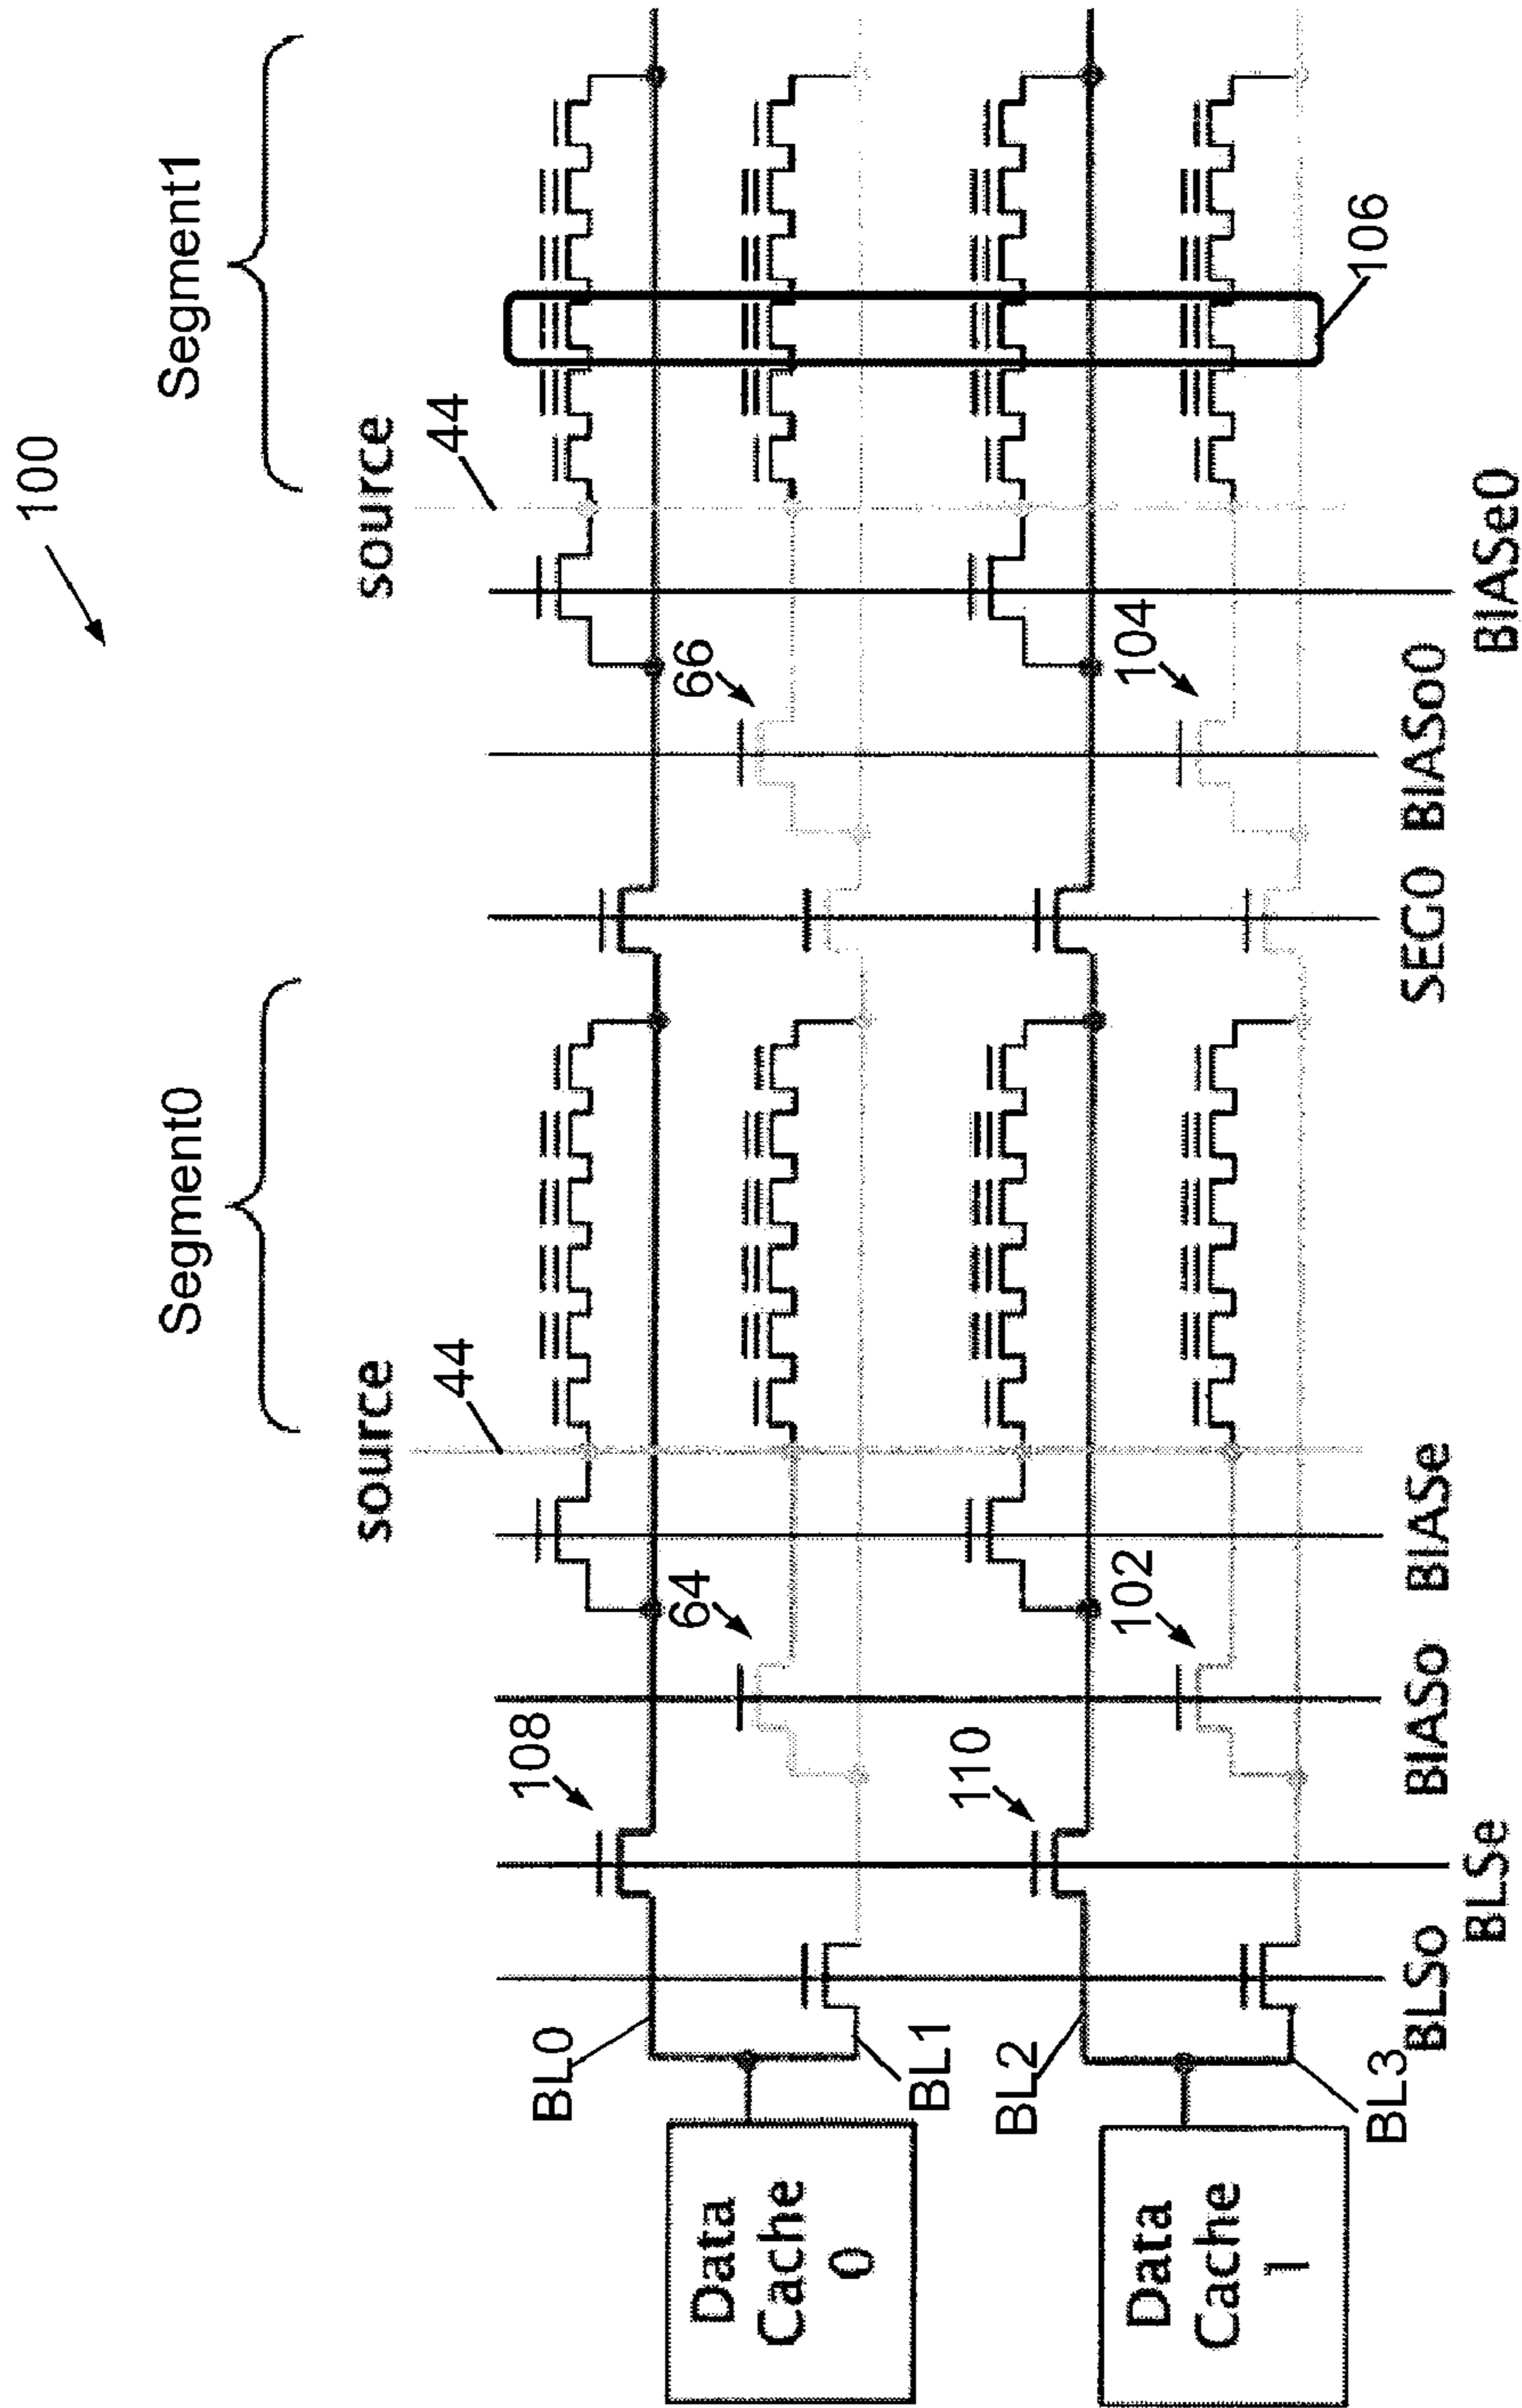 100
Segment0
Segment1
source
source
44
44
108
64
66
110
102
104
106
BL0
BL1
BL2
BL3
Data
Cache
0
Data
Cache
1
BLSo
BLSe
BIASo
BIASe
SEG0
BIASo0
BIASe0